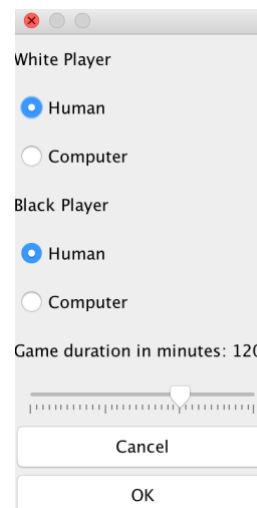 White Player
Human
Computer
Black Player
Human
Computer
Game duration in minutes: 120
Cancel
OK